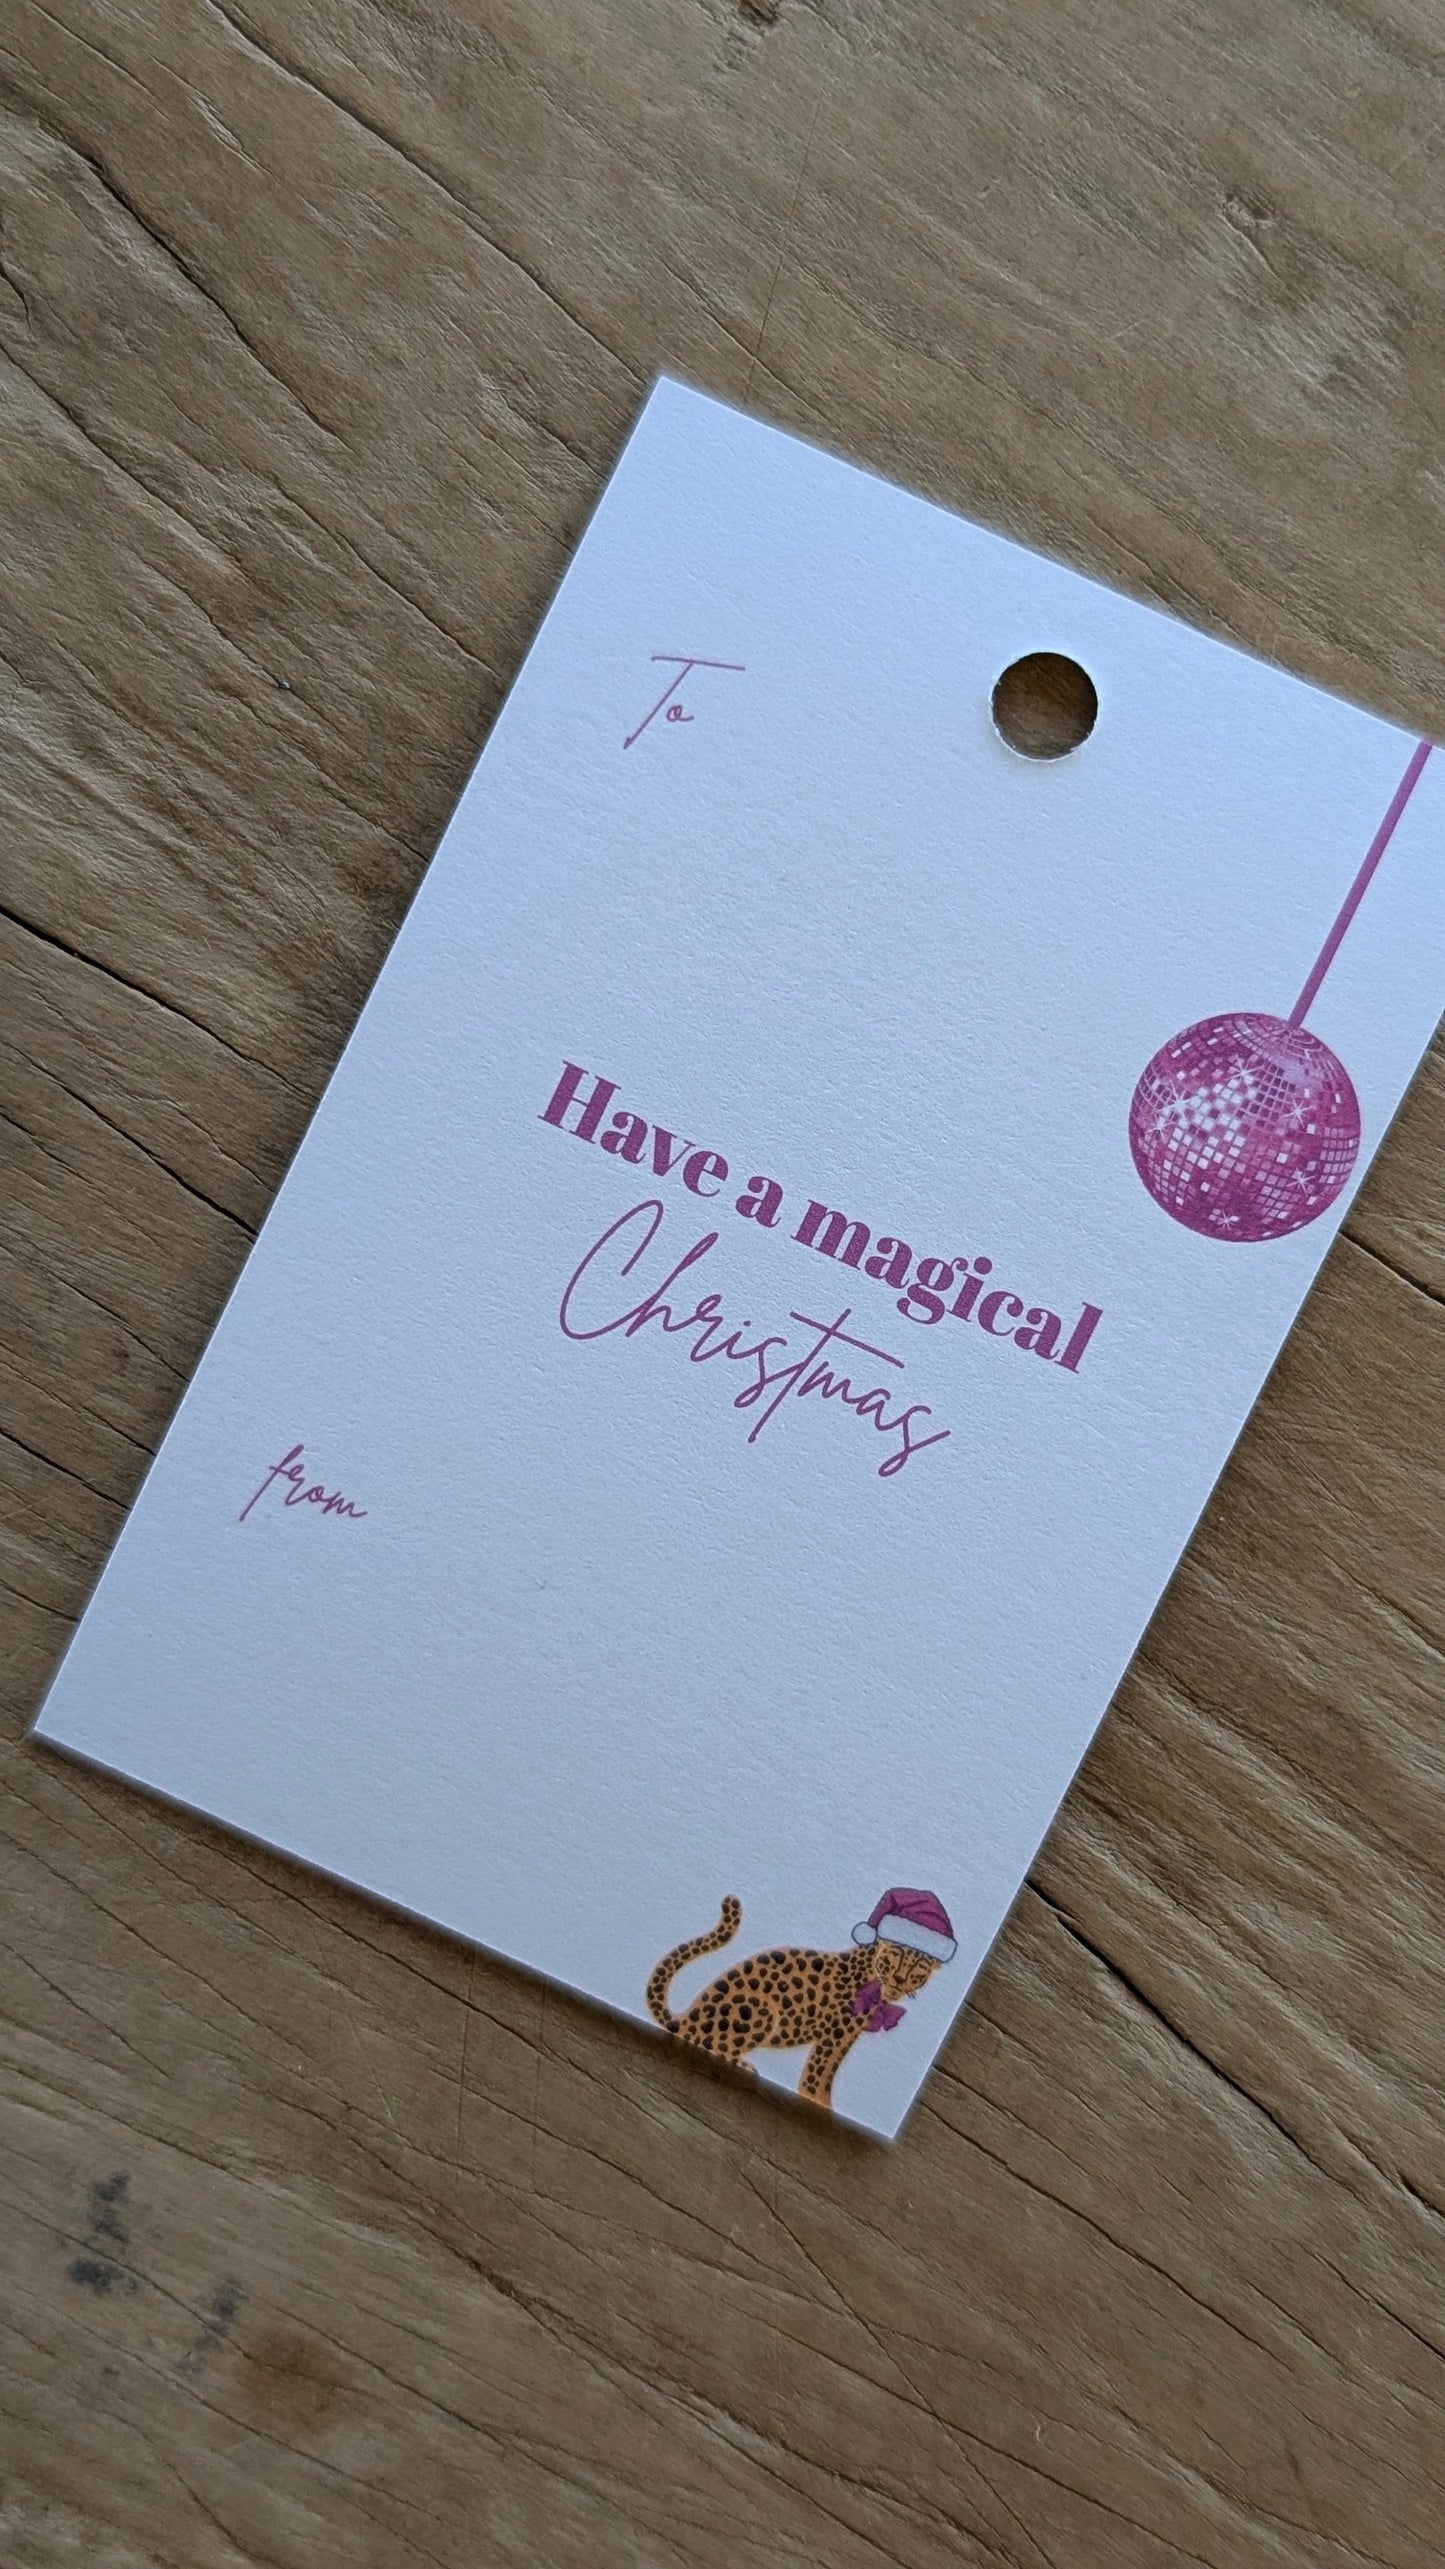 To
Have a magical
Christmas
from